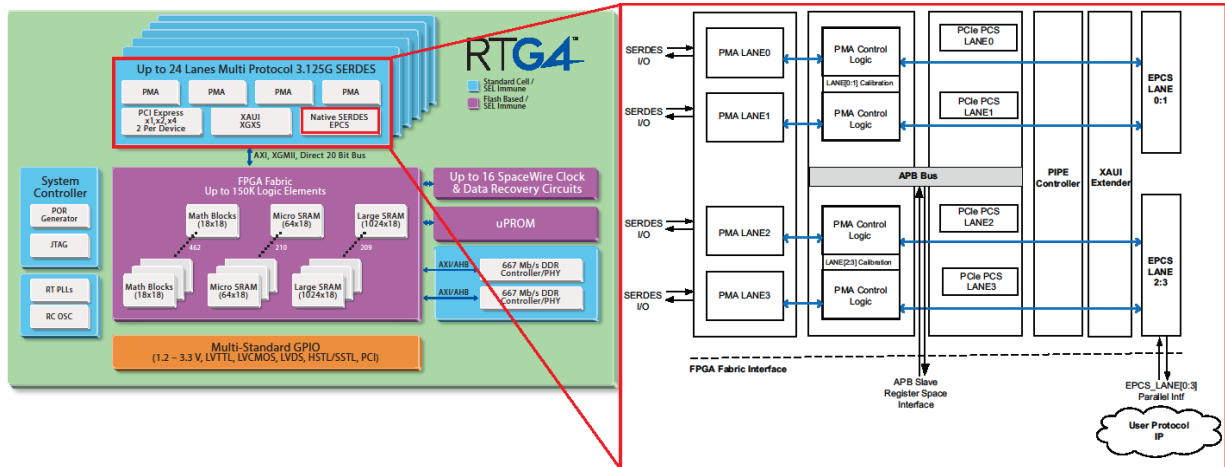 RTG4™
Standard Cell /
SEL Immune
Flash Based /
SEL Immune
Up to 24 Lanes Multi Protocol 3.125G SERDES
PMA
PMA
PMA
PMA
PCI Express
x1,x2,x4
2 Per Device
XAUI
XGXS
Native SERDES
EPCS
AXI, XGMII, Direct 20 Bit Bus
System
Controller
POR
Generator
JTAG
RT PLLs
RC OSC
FPGA Fabric
Up to 150K Logic Elements
Math Blocks
(18x18)
Micro SRAM
(64x18)
Large SRAM
(1024x18)
462
210
209
Math Blocks
(18x18)
Micro SRAM
(64x18)
Large SRAM
(1024x18)
Up to 16 SpaceWire Clock
& Data Recovery Circuits
uPROM
AXI/AHB
667 Mb/s DDR
Controller/PHY
AXI/AHB
667 Mb/s DDR
Controller/PHY
Multi-Standard GPIO
(1.2 – 3.3 V, LVTTL, LVCMOS, LVDS, HSTL/SSTL, PCI)
SERDES
I/O
PMA LANE0
PMA Control
Logic
PCIe PCS
LANE0
LANE[0:1] Calibration
SERDES
I/O
PMA LANE1
PMA Control
Logic
PCIe PCS
LANE1
EPCS
LANE
0:1
APB Bus
PIPE
Controller
XAUI
Extender
SERDES
I/O
PMA LANE2
PMA Control
Logic
PCIe PCS
LANE2
LANE[2:3] Calibration
SERDES
I/O
PMA LANE3
PMA Control
Logic
PCIe PCS
LANE3
EPCS
LANE
2:3
FPGA Fabric Interface
APB Slave
Register Space
Interface
EPCS_LANE[0:3]
Parallel Intf
User Protocol
IP